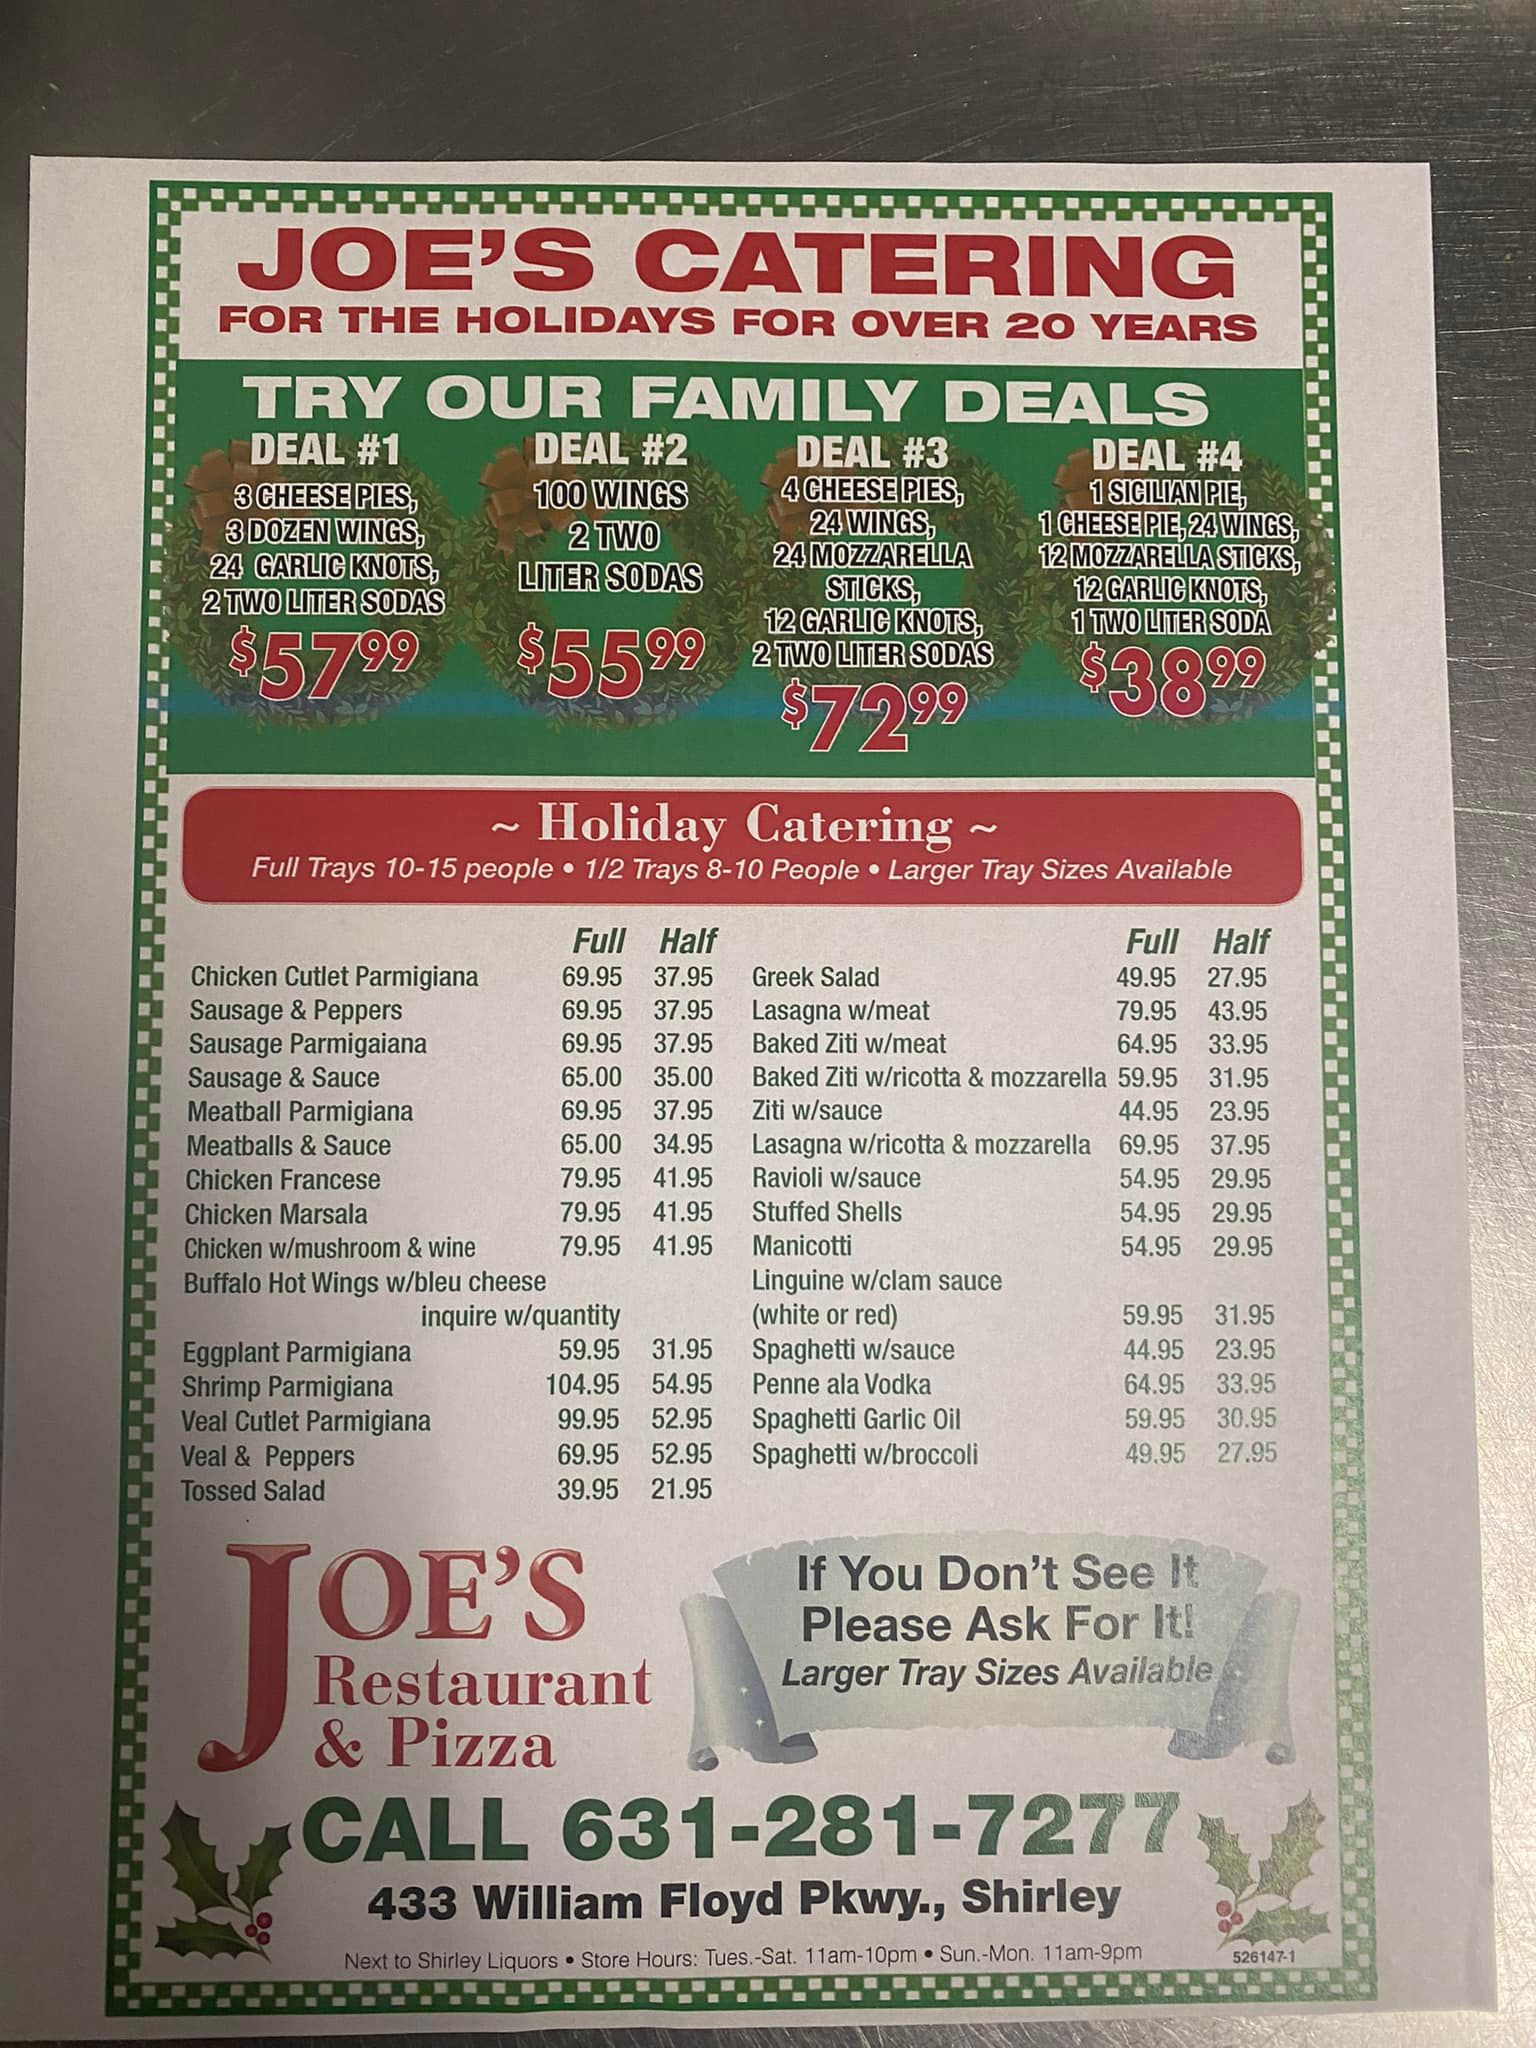 JOE'S CATERING
FOR THE HOLIDAYS FOR OVER 20 YEARS
TRY OUR FAMILY DEALS
DEAL #1
3 CHEESE PIES,
3 DOZEN WINGS,
24 GARLIC KNOTS,
2 TWO LITER SODAS
$57.99
DEAL #2
100 WINGS
2 TWO
LITER SODAS
$55.99
DEAL #3
4 CHEESE PIES,
24 WINGS,
24 MOZZARELLA
STICKS,
12 GARLIC KNOTS,
2 TWO LITER SODAS
$72.99
DEAL #4
1 SICILIAN PIE,
1 CHEESE PIE, 24 WINGS,
12 MOZZARELLA STICKS,
12 GARLIC KNOTS,
1 TWO LITER SODA
$38.99
~ Holiday Catering ~
Full Trays 10-15 people • 1/2 Trays 8-10 People • Larger Tray Sizes Available
Full Half
Chicken Cutlet Parmigiana 69.95 37.95
Sausage & Peppers 69.95 37.95
Sausage Parmigaiana 69.95 37.95
Sausage & Sauce 65.00 35.00
Meatball Parmigiana 69.95 37.95
Meatballs & Sauce 65.00 34.95
Chicken Francese 79.95 41.95
Chicken Marsala 79.95 41.95
Chicken w/mushroom & wine 79.95 41.95
Buffalo Hot Wings w/bleu cheese
inquire w/quantity
Eggplant Parmigiana 59.95 31.95
Shrimp Parmigiana 104.95 54.95
Veal Cutlet Parmigiana 99.95 52.95
Veal & Peppers 69.95 52.95
Tossed Salad 39.95 21.95
Full Half
Greek Salad 49.95 27.95
Lasagna w/meat 79.95 43.95
Baked Ziti w/meat 64.95 33.95
Baked Ziti w/ricotta & mozzarella 59.95 31.95
Ziti w/sauce 44.95 23.95
Lasagna w/ricotta & mozzarella 69.95 37.95
Ravioli w/sauce 54.95 29.95
Stuffed Shells 54.95 29.95
Manicotti 54.95 29.95
Linguine w/clam sauce
(white or red) 59.95 31.95
Spaghetti w/sauce 44.95 23.95
Penne ala Vodka 64.95 33.95
Spaghetti Garlic Oil 59.95 30.95
Spaghetti w/broccoli 49.95 27.95
JOE'S
Restaurant
& Pizza
If You Don't See It
Please Ask For It!
Larger Tray Sizes Available
CALL 631-281-7277
433 William Floyd Pkwy., Shirley
Next to Shirley Liquors • Store Hours: Tues.-Sat. 11am-10pm • Sun.-Mon. 11am-9pm
526147-1